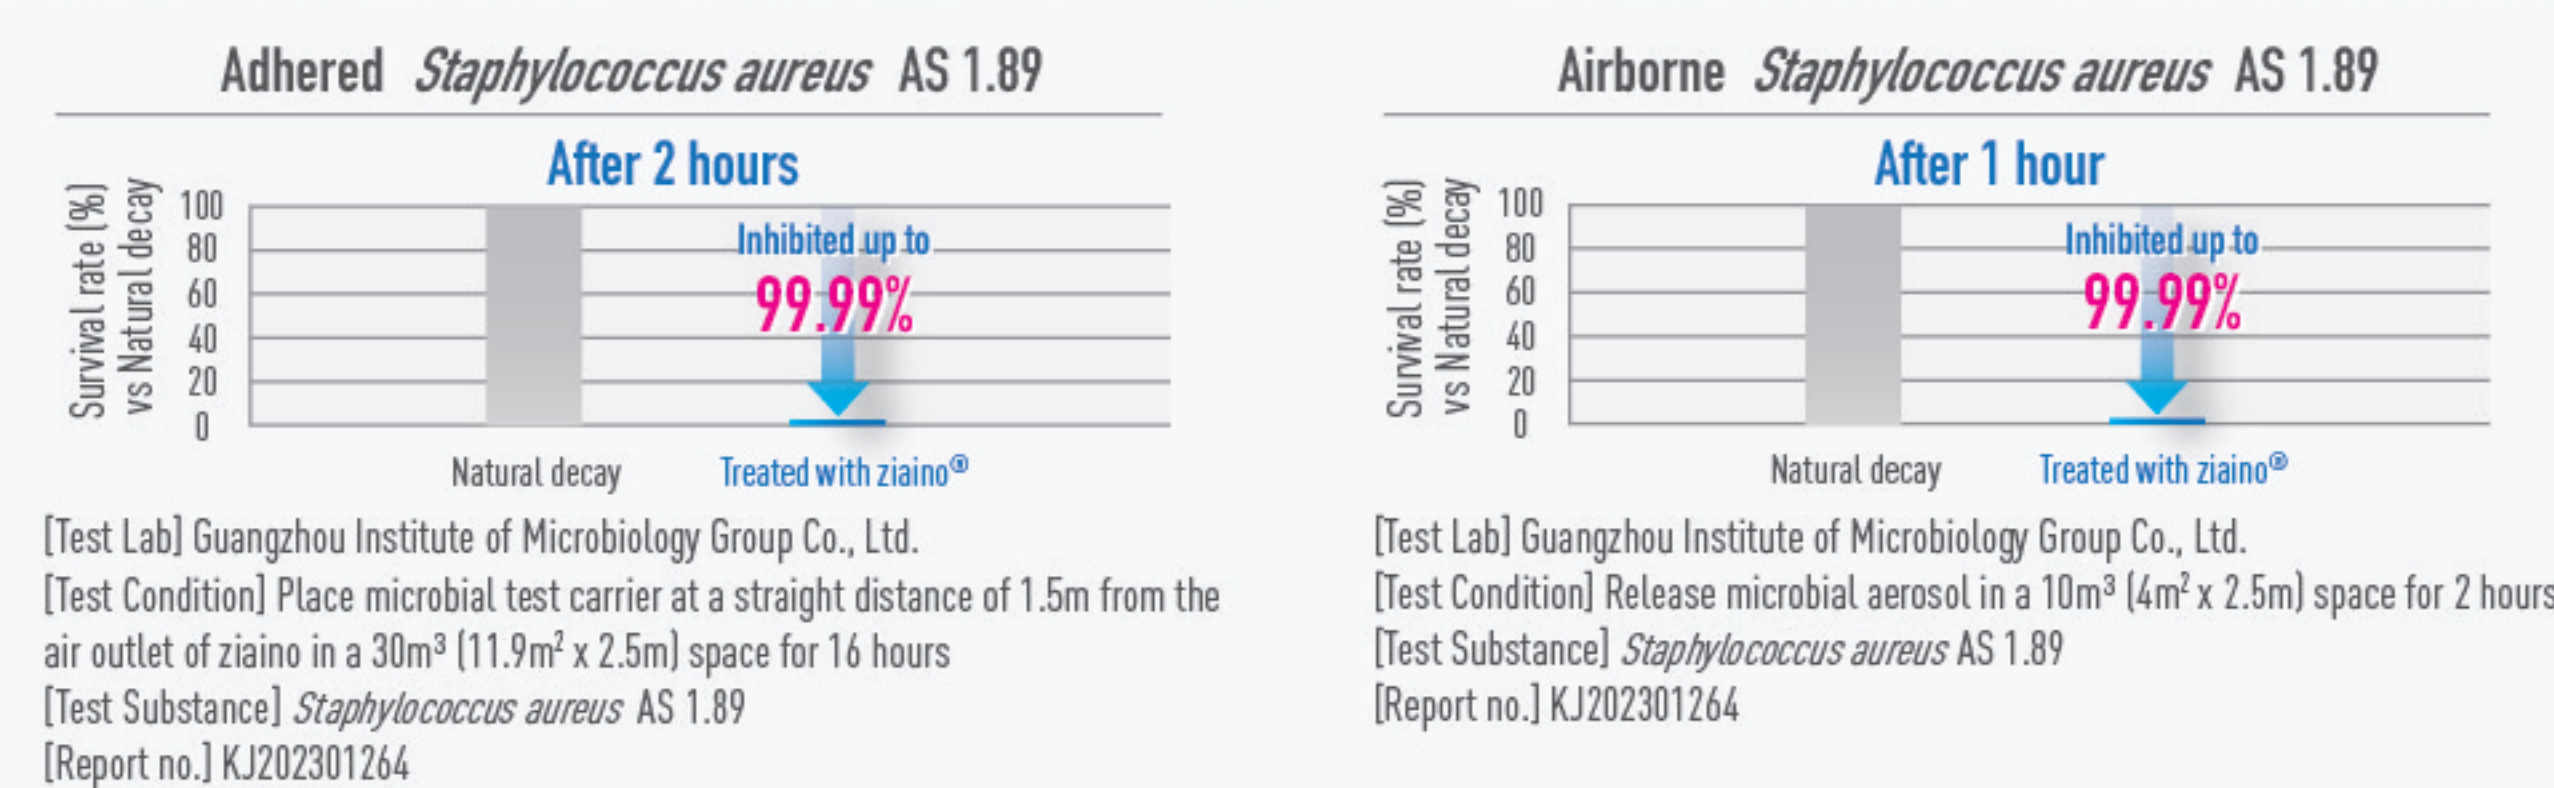 Adhered Staphylococcus aureus AS 1.89
After 2 hours
Survival rate (%)
vs Natural decay
100
80
60
40
20
0
Inhibited up to
99.99%
Natural decay
Treated with ziaino®
[Test Lab] Guangzhou Institute of Microbiology Group Co., Ltd.
[Test Condition] Place microbial test carrier at a straight distance of 1.5m from the
air outlet of ziaino in a 30m³ (11.9m² x 2.5m) space for 16 hours
[Test Substance] Staphylococcus aureus AS 1.89
[Report no.] KJ202301264
Airborne Staphylococcus aureus AS 1.89
After 1 hour
Survival rate (%)
vs Natural decay
100
80
60
40
20
0
Inhibited up to
99.99%
Natural decay
Treated with ziaino®
[Test Lab] Guangzhou Institute of Microbiology Group Co., Ltd.
[Test Condition] Release microbial aerosol in a 10m³ (4m² x 2.5m) space for 2 hours
[Test Substance] Staphylococcus aureus AS 1.89
[Report no.] KJ202301264